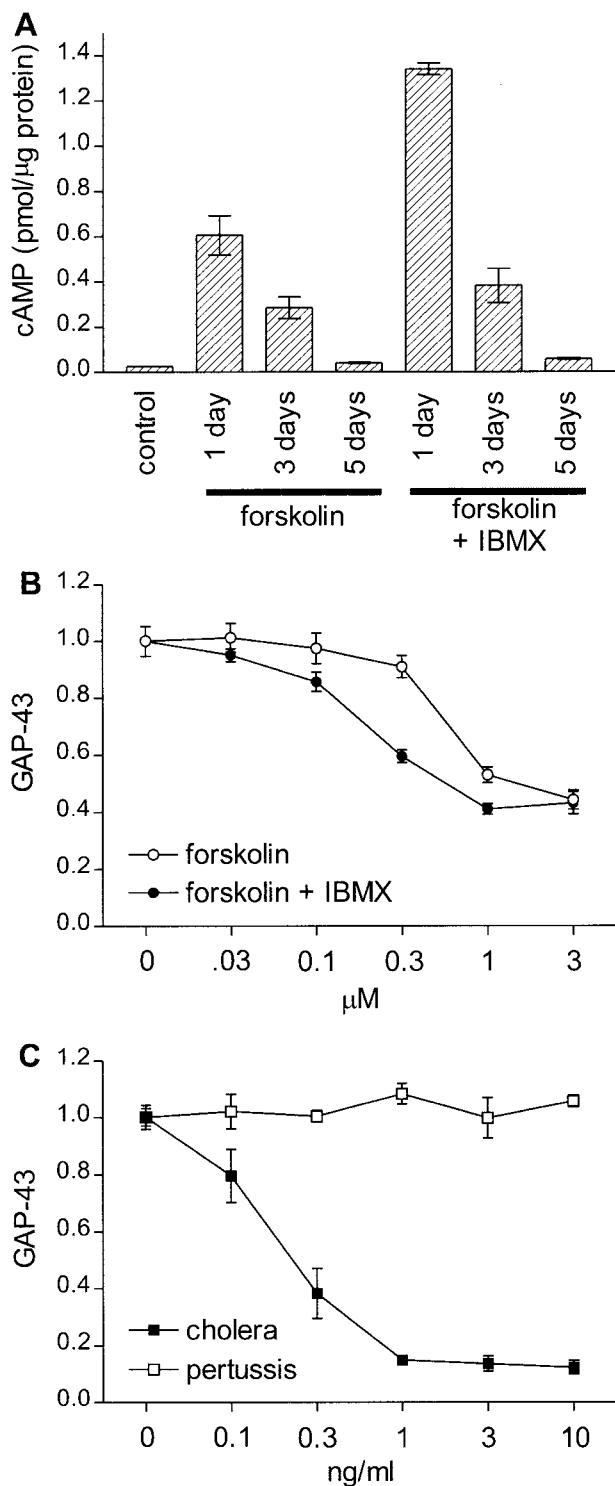 A
cAMP (pmol/μg protein)
1.4
1.2
1.0
0.8
0.6
0.4
0.2
0.0
control
1 day
3 days
5 days
1 day
3 days
5 days
forskolin
forskolin
+ IBMX
B
GAP-43
1.2
1.0
0.8
0.6
0.4
0.2
0.0
forskolin
forskolin + IBMX
0 .03 0.1 0.3 1 3
μM
C
GAP-43
1.2
1.0
0.8
0.6
0.4
0.2
0.0
cholera
pertussis
0 0.1 0.3 1 3 10
ng/ml